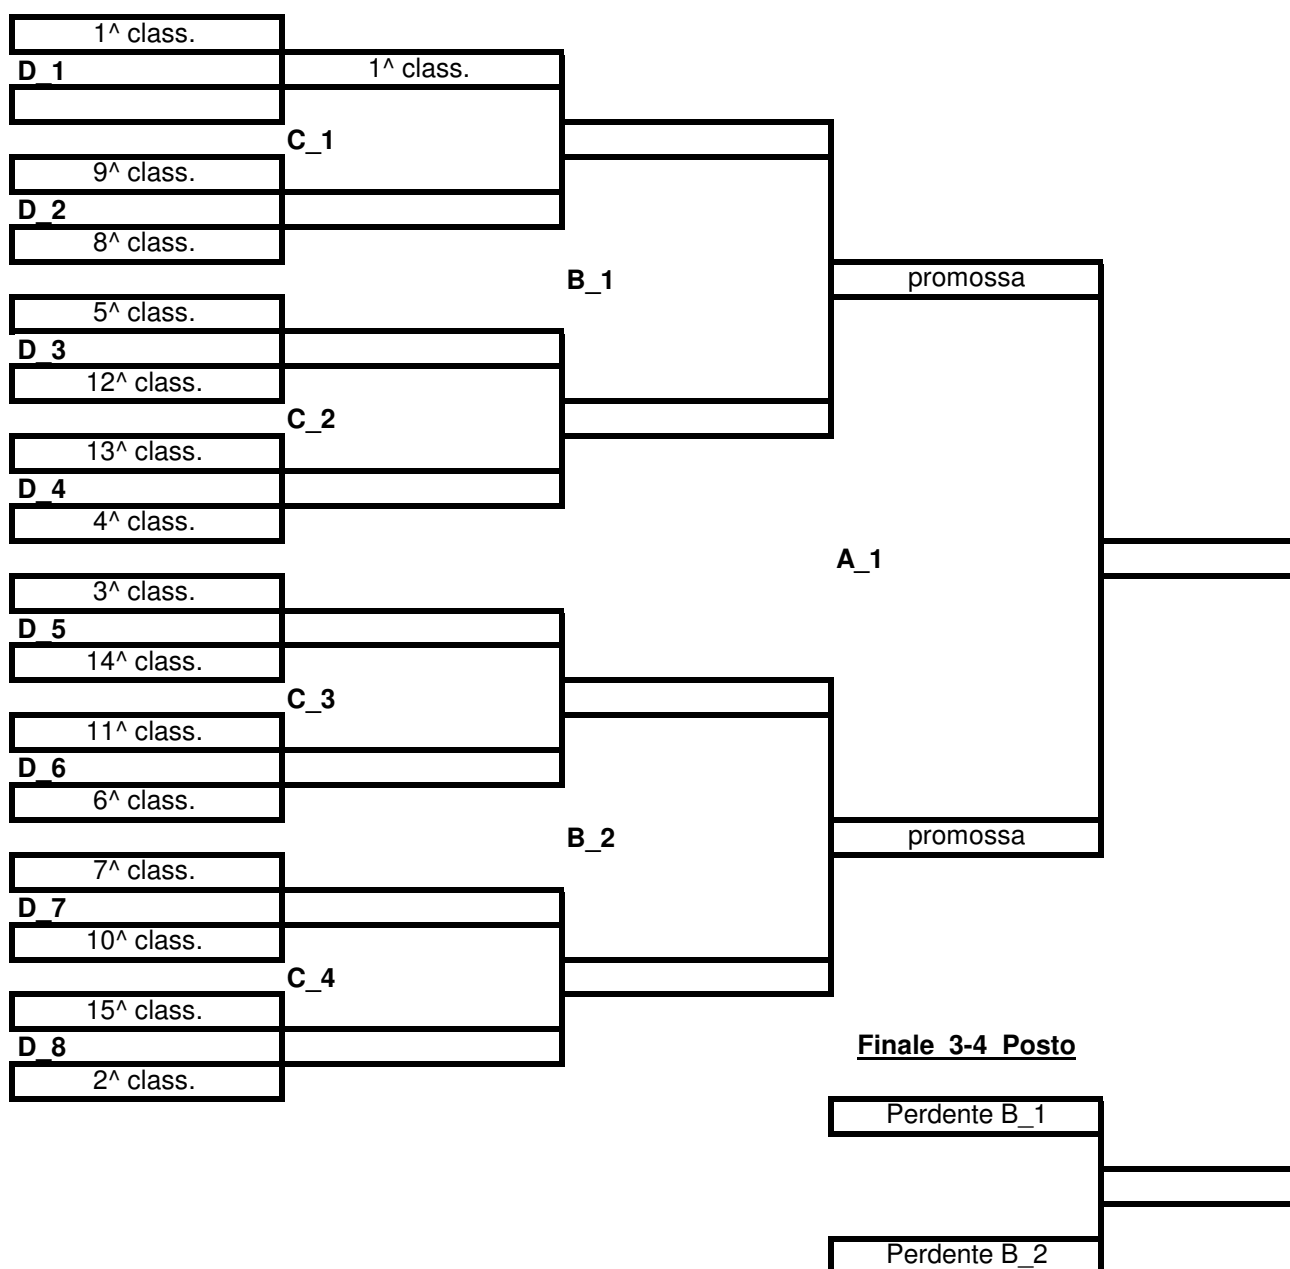 1^ class.
D_1
1^ class.
C_1
9^ class.
D_2
8^ class.
B_1
promossa
5^ class.
D_3
12^ class.
C_2
13^ class.
D_4
4^ class.
A_1
3^ class.
D_5
14^ class.
C_3
11^ class.
D_6
6^ class.
B_2
promossa
7^ class.
D_7
10^ class.
C_4
15^ class.
D_8
2^ class.
Finale 3-4 Posto
Perdente B_1
Perdente B_2